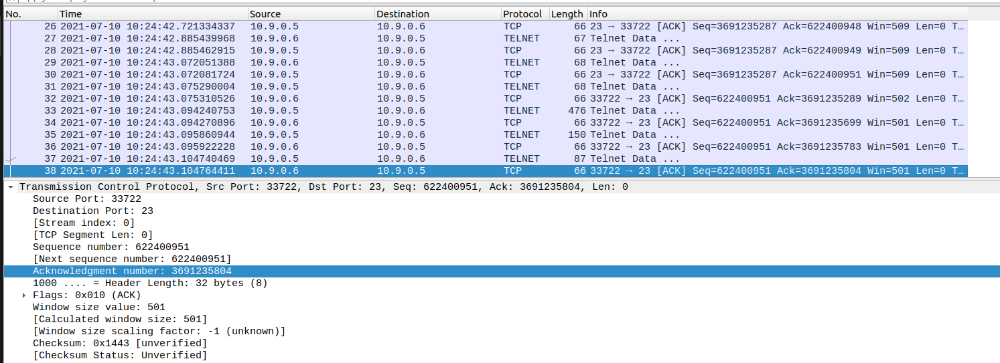 No. Time Source Destination Protocol Length Info
26 2021-07-10 10:24:42.721334337 10.9.0.5 10.9.0.6 TCP 66 23 → 33722 [ACK] Seq=3691235287 Ack=622400948 Win=509 Len=0 T…
27 2021-07-10 10:24:42.885439968 10.9.0.6 10.9.0.5 TELNET 67 Telnet Data ...
28 2021-07-10 10:24:42.885462915 10.9.0.5 10.9.0.6 TCP 66 23 → 33722 [ACK] Seq=3691235287 Ack=622400949 Win=509 Len=0 T…
29 2021-07-10 10:24:43.072051388 10.9.0.6 10.9.0.5 TELNET 68 Telnet Data ...
30 2021-07-10 10:24:43.072081724 10.9.0.5 10.9.0.6 TCP 66 23 → 33722 [ACK] Seq=3691235287 Ack=622400951 Win=509 Len=0 T…
31 2021-07-10 10:24:43.075290004 10.9.0.5 10.9.0.6 TELNET 68 Telnet Data ...
32 2021-07-10 10:24:43.075310526 10.9.0.6 10.9.0.5 TCP 66 33722 → 23 [ACK] Seq=622400951 Ack=3691235289 Win=502 Len=0 T…
33 2021-07-10 10:24:43.094240753 10.9.0.5 10.9.0.6 TELNET 476 Telnet Data ...
34 2021-07-10 10:24:43.094270896 10.9.0.6 10.9.0.5 TCP 66 33722 → 23 [ACK] Seq=622400951 Ack=3691235699 Win=501 Len=0 T…
35 2021-07-10 10:24:43.095860944 10.9.0.5 10.9.0.6 TELNET 150 Telnet Data ...
36 2021-07-10 10:24:43.095922228 10.9.0.6 10.9.0.5 TCP 66 33722 → 23 [ACK] Seq=622400951 Ack=3691235783 Win=501 Len=0 T…
37 2021-07-10 10:24:43.104740469 10.9.0.5 10.9.0.6 TELNET 87 Telnet Data ...
38 2021-07-10 10:24:43.104764411 10.9.0.6 10.9.0.5 TCP 66 33722 → 23 [ACK] Seq=622400951 Ack=3691235804 Win=501 Len=0 T…
Transmission Control Protocol, Src Port: 33722, Dst Port: 23, Seq: 622400951, Ack: 3691235804, Len: 0
Source Port: 33722
Destination Port: 23
[Stream index: 0]
[TCP Segment Len: 0]
Sequence number: 622400951
[Next sequence number: 622400951]
Acknowledgment number: 3691235804
1000 .... = Header Length: 32 bytes (8)
Flags: 0x010 (ACK)
Window size value: 501
[Calculated window size: 501]
[Window size scaling factor: -1 (unknown)]
Checksum: 0x1443 [unverified]
[Checksum Status: Unverified]